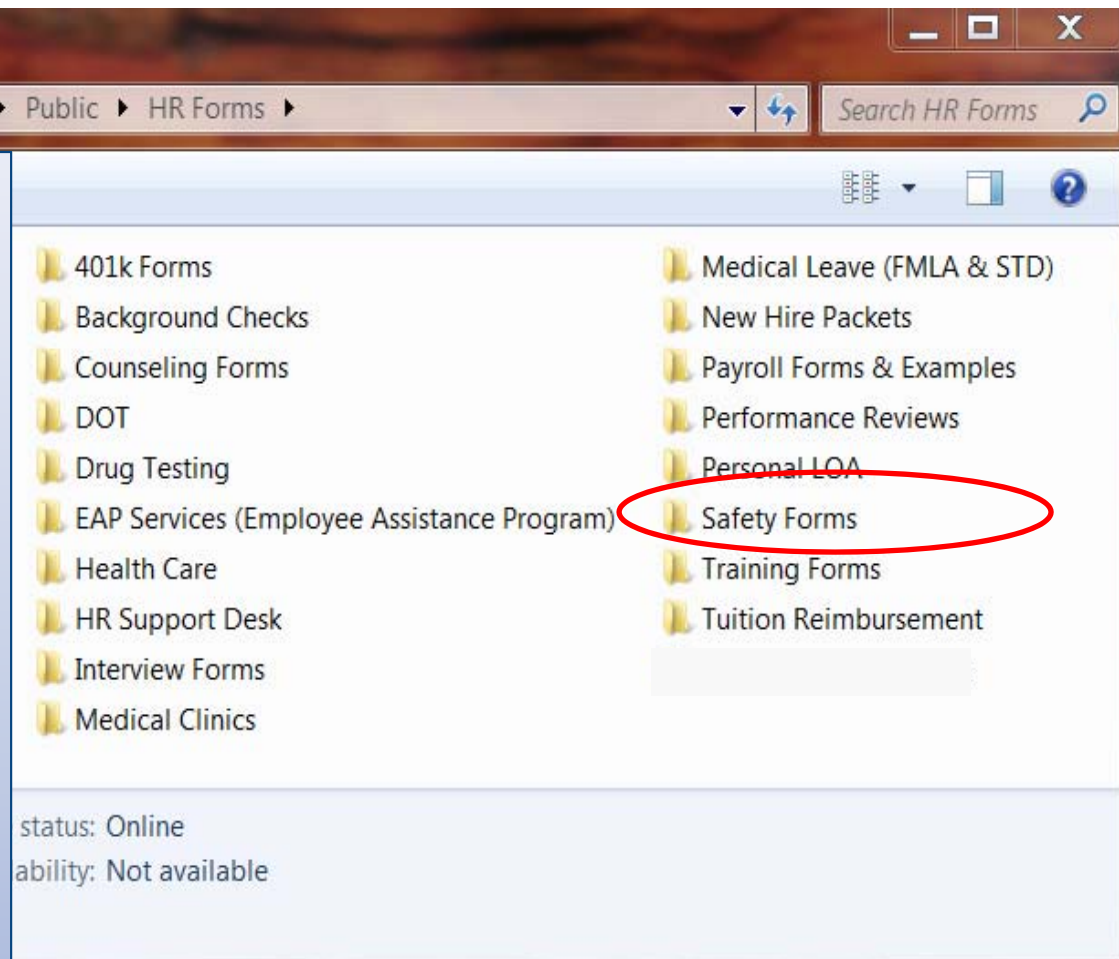 Public HR Forms
Search HR Forms
401k Forms
Background Checks
Counseling Forms
DOT
Drug Testing
EAP Services (Employee Assistance Program)
Health Care
HR Support Desk
Interview Forms
Medical Clinics
Medical Leave (FMLA & STD)
New Hire Packets
Payroll Forms & Examples
Performance Reviews
Personal LOA
Safety Forms
Training Forms
Tuition Reimbursement
status: Online
ability: Not available